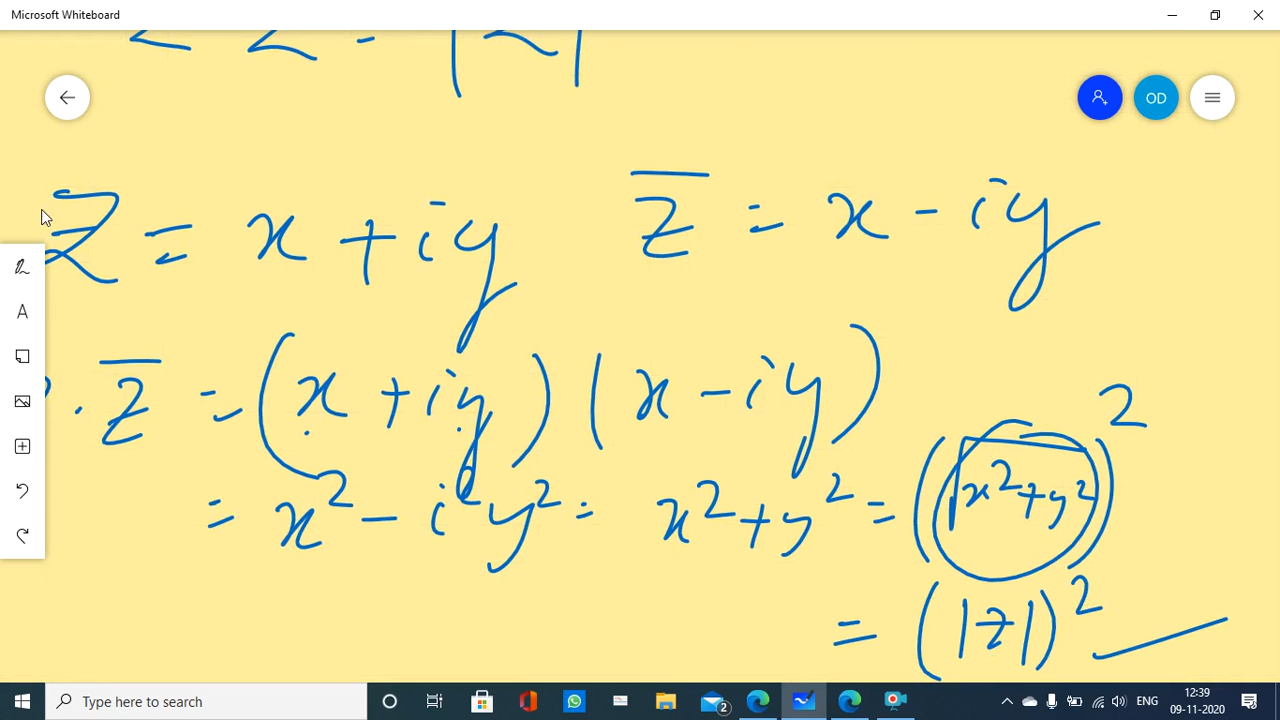 Microsoft Whiteboard
OD
Z = x + iy    z̅ = x - iy
A
. z̅ = (x + iy) (x - iy)
= x² - i²y² = x² + y² = (√x²+y²)²
= (|z|)²
Type here to search
2
ENG
12:39
09-11-2020